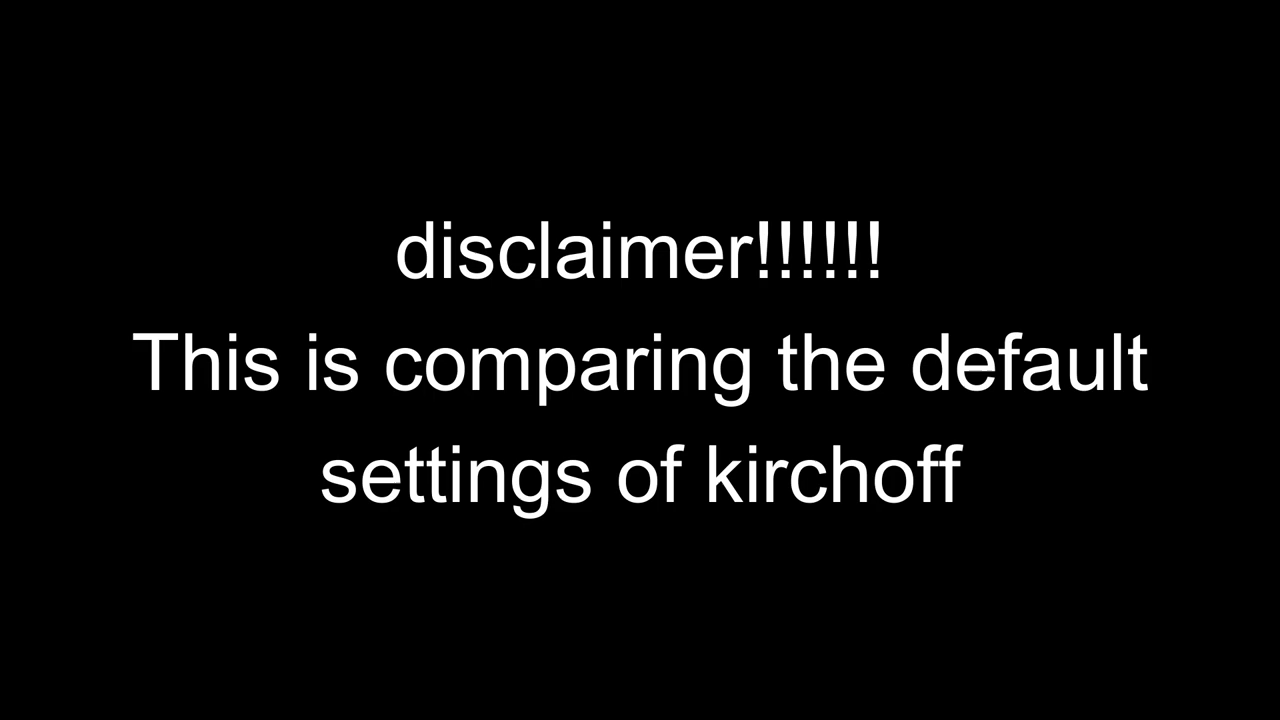 disclaimer!!!!!!
This is comparing the default
settings of kirchoff